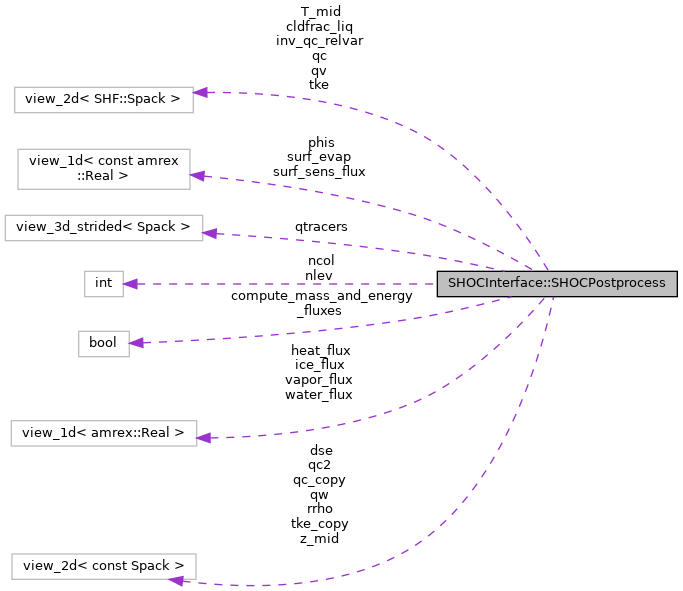 T_mid
cldfrac_liq
inv_qc_relvar
qc
qv
tke
view_2d< SHF::Spack >
phis
surf_evap
surf_sens_flux
view_1d< const amrex
::Real >
qtracers
view_3d_strided< Spack >
ncol
nlev
int
SHOCInterface::SHOCPostprocess
compute_mass_and_energy
_fluxes
bool
heat_flux
ice_flux
vapor_flux
water_flux
view_1d< amrex::Real >
dse
qc2
qc_copy
qw
rrho
tke_copy
z_mid
view_2d< const Spack >